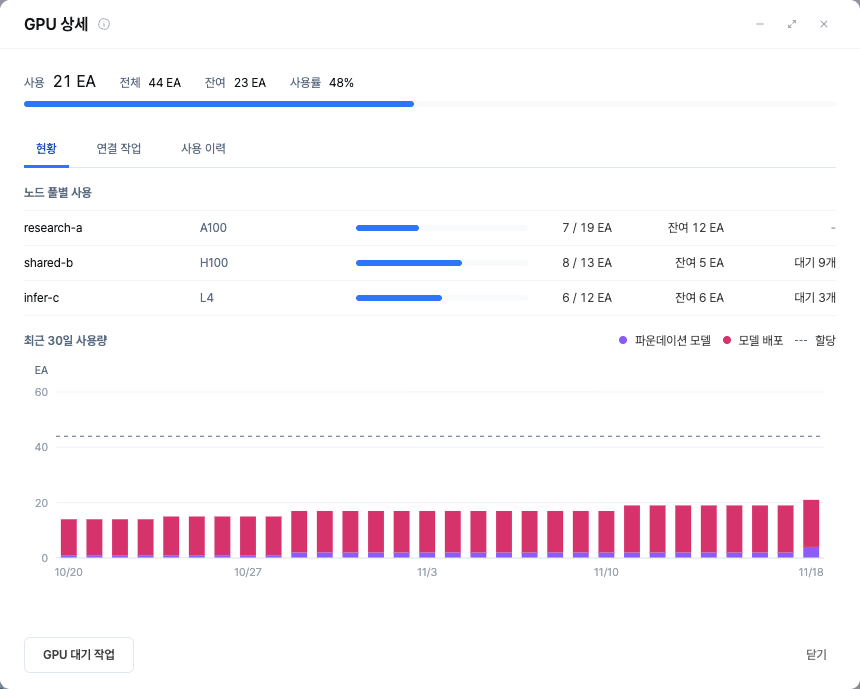 GPU 상세
사용 21 EA 전체 44 EA 잔여 23 EA 사용률 48%
현황 연결 작업 사용 이력
노드 풀별 사용
research-a A100 7 / 19 EA 잔여 12 EA -
shared-b H100 8 / 13 EA 잔여 5 EA 대기 9개
infer-c L4 6 / 12 EA 잔여 6 EA 대기 3개
최근 30일 사용량 파운데이션 모델 모델 배포 할당
EA
60
40
20
0
10/20 10/27 11/3 11/10 11/18
GPU 대기 작업 닫기